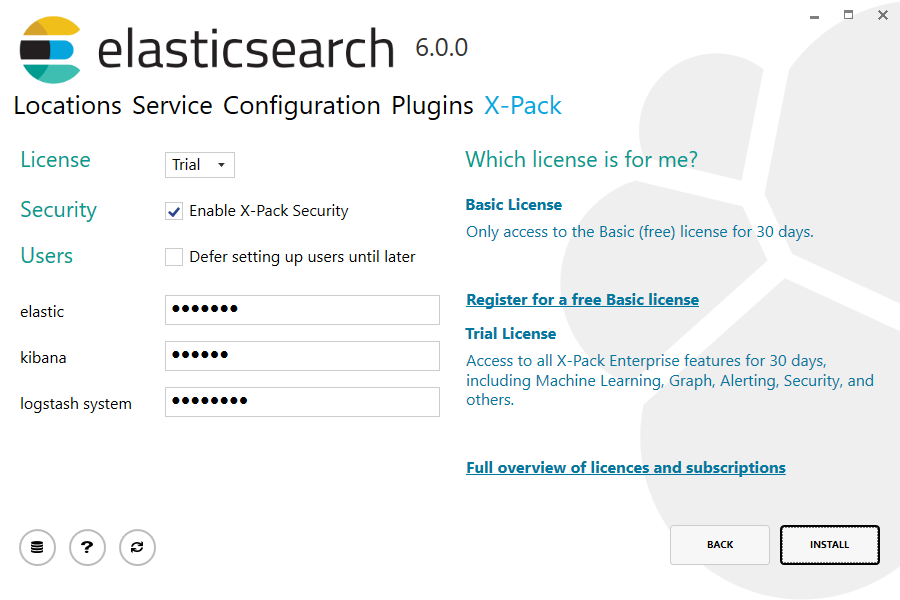 elasticsearch 6.0.0
Locations Service Configuration Plugins X-Pack
License
Trial
Security
Enable X-Pack Security
Users
Defer setting up users until later
elastic
●●●●●●●
kibana
●●●●●●
logstash system
●●●●●●●●
Which license is for me?
Basic License
Only access to the Basic (free) license for 30 days.
Register for a free Basic license
Trial License
Access to all X-Pack Enterprise features for 30 days,
including Machine Learning, Graph, Alerting, Security, and
others.
Full overview of licences and subscriptions
?
BACK
INSTALL